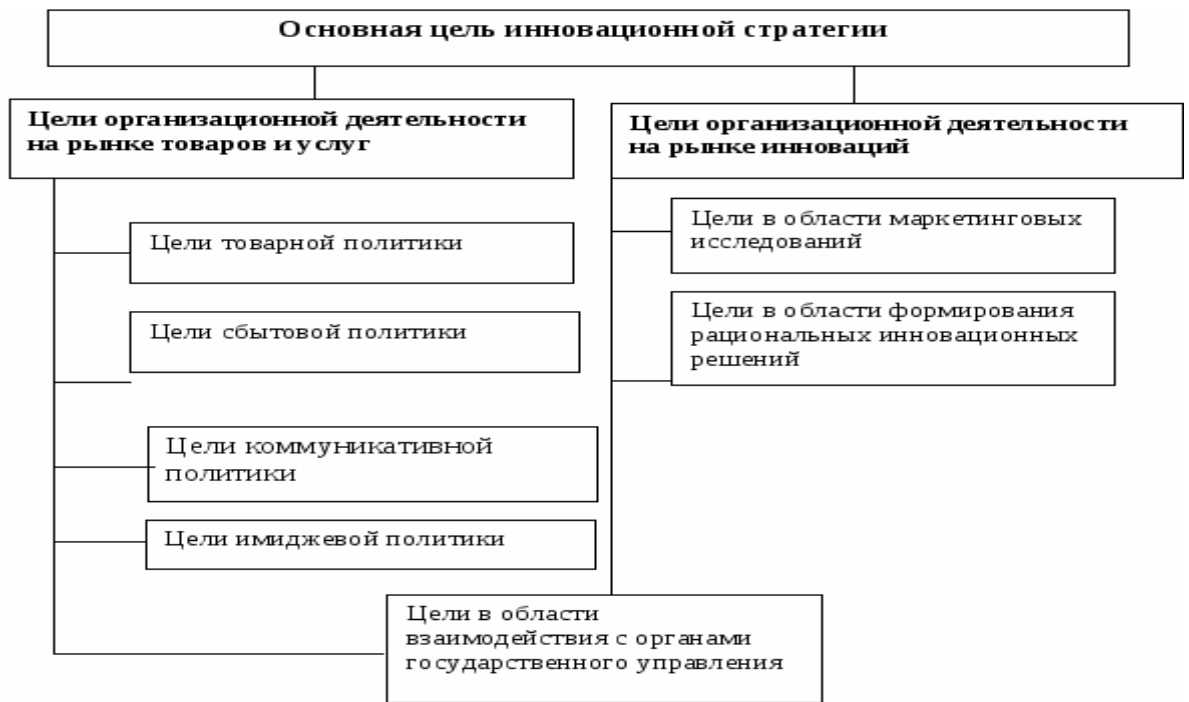 Основная цель инновационной стратегии
Цели организационной деятельности
на рынке товаров и услуг
Цели товарной политики
Цели сбытовой политики
Цели коммуникативной
политики
Цели имиджевой политики
Цели организационной деятельности
на рынке инноваций
Цели в области маркетинговых
исследований
Цели в области формирования
рациональных инновационных
решений
Цели в области
взаимодействия с органами
государственного управления